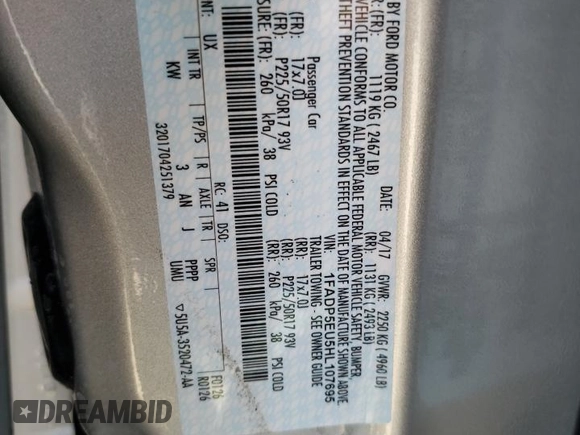 BY FORD MOTOR CO.
04/17 GVWR: 2250 KG ( 4960 LB)
R: (FR): 1119 KG ( 2467 LB) (RR): 1131 KG ( 2493 LB)
VEHICLE CONFORMS TO ALL APPLICABLE FEDERAL MOTOR VEHICLE SAFETY, BUMPER,
THEFT PREVENTION STANDARDS IN EFFECT ON THE DATE OF MANUFACTURE SHOWN ABOVE.
VIN: 1FADP5EU5HL107695
Passenger Car TRAILER TOWING - SEE OWNER GUIDE
(FR): 17x7.0J (RR): 17x7.0J
(FR): P225/50R17 93V (RR): P225/50R17 93V
SURE: (FR): 260 kPa/ 38 PSI COLD (RR): 260 kPa/ 38 PSI COLD
NT: UX RC: 41 DSO: F0126
R0126
INTTR TP/PS R AXLE TR SPR
KW 3 AN J PPPP UMU
3201704251379 5U5A-3520472-AA
DREAMBID